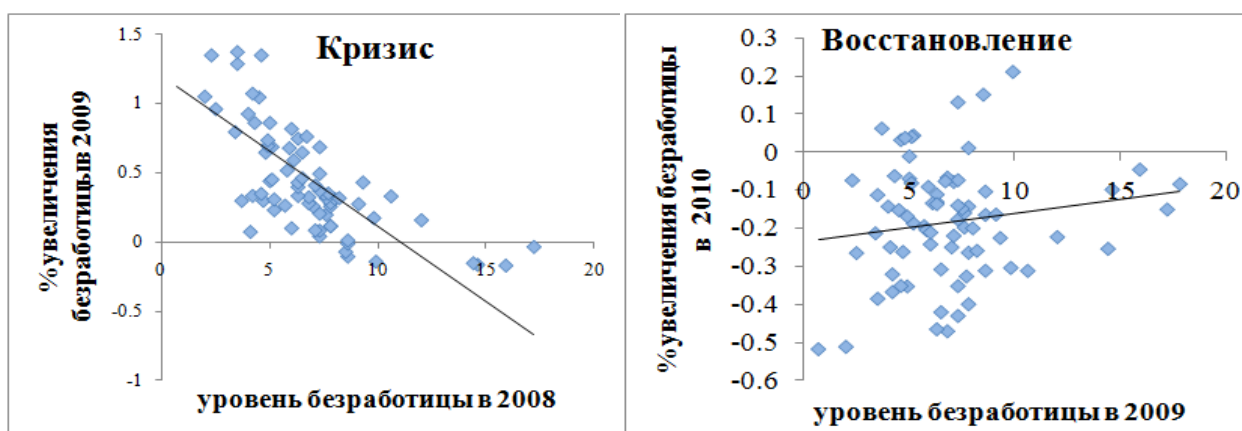 Кризис
1.5
1
0.5
0
-0.5
-1
0 5 10 15 20
%увеличения
безработицыв 2009
уровень безработицы в 2008
Восстановление
0.3
0.2
0.1
0
-0.1
-0.2
-0.3
-0.4
-0.5
-0.6
0 5 10 15 20
%увеличения безработицы
в 2010
уровень безработицы в 2009